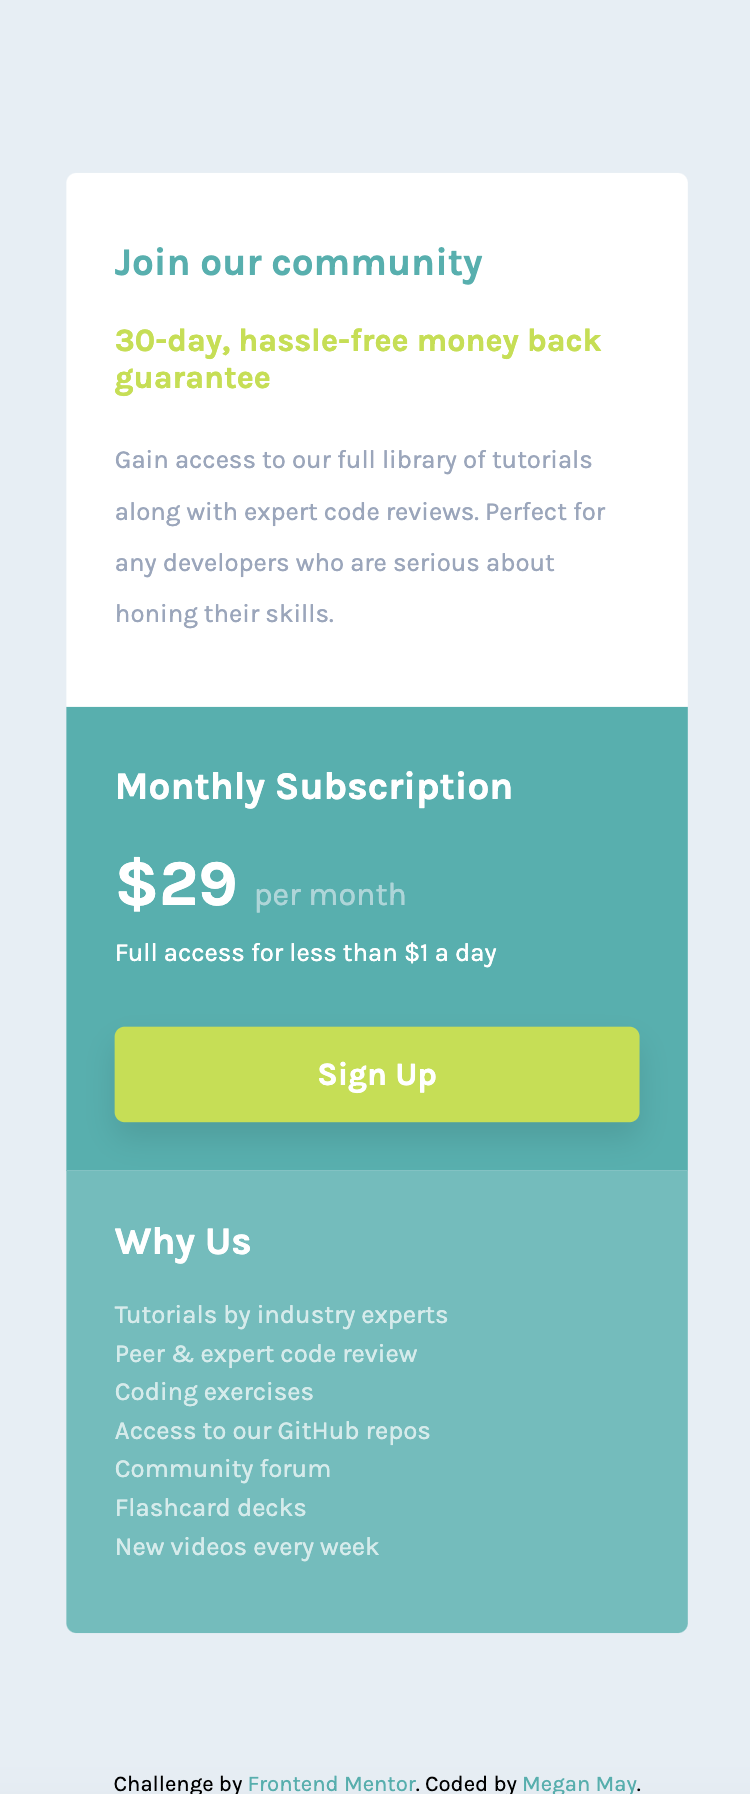 Join our community
30-day, hassle-free money back
guarantee
Gain access to our full library of tutorials
along with expert code reviews. Perfect for
any developers who are serious about
honing their skills.
Monthly Subscription
$29 per month
Full access for less than $1 a day
Sign Up
Why Us
Tutorials by industry experts
Peer & expert code review
Coding exercises
Access to our GitHub repos
Community forum
Flashcard decks
New videos every week
Challenge by Frontend Mentor. Coded by Megan May.